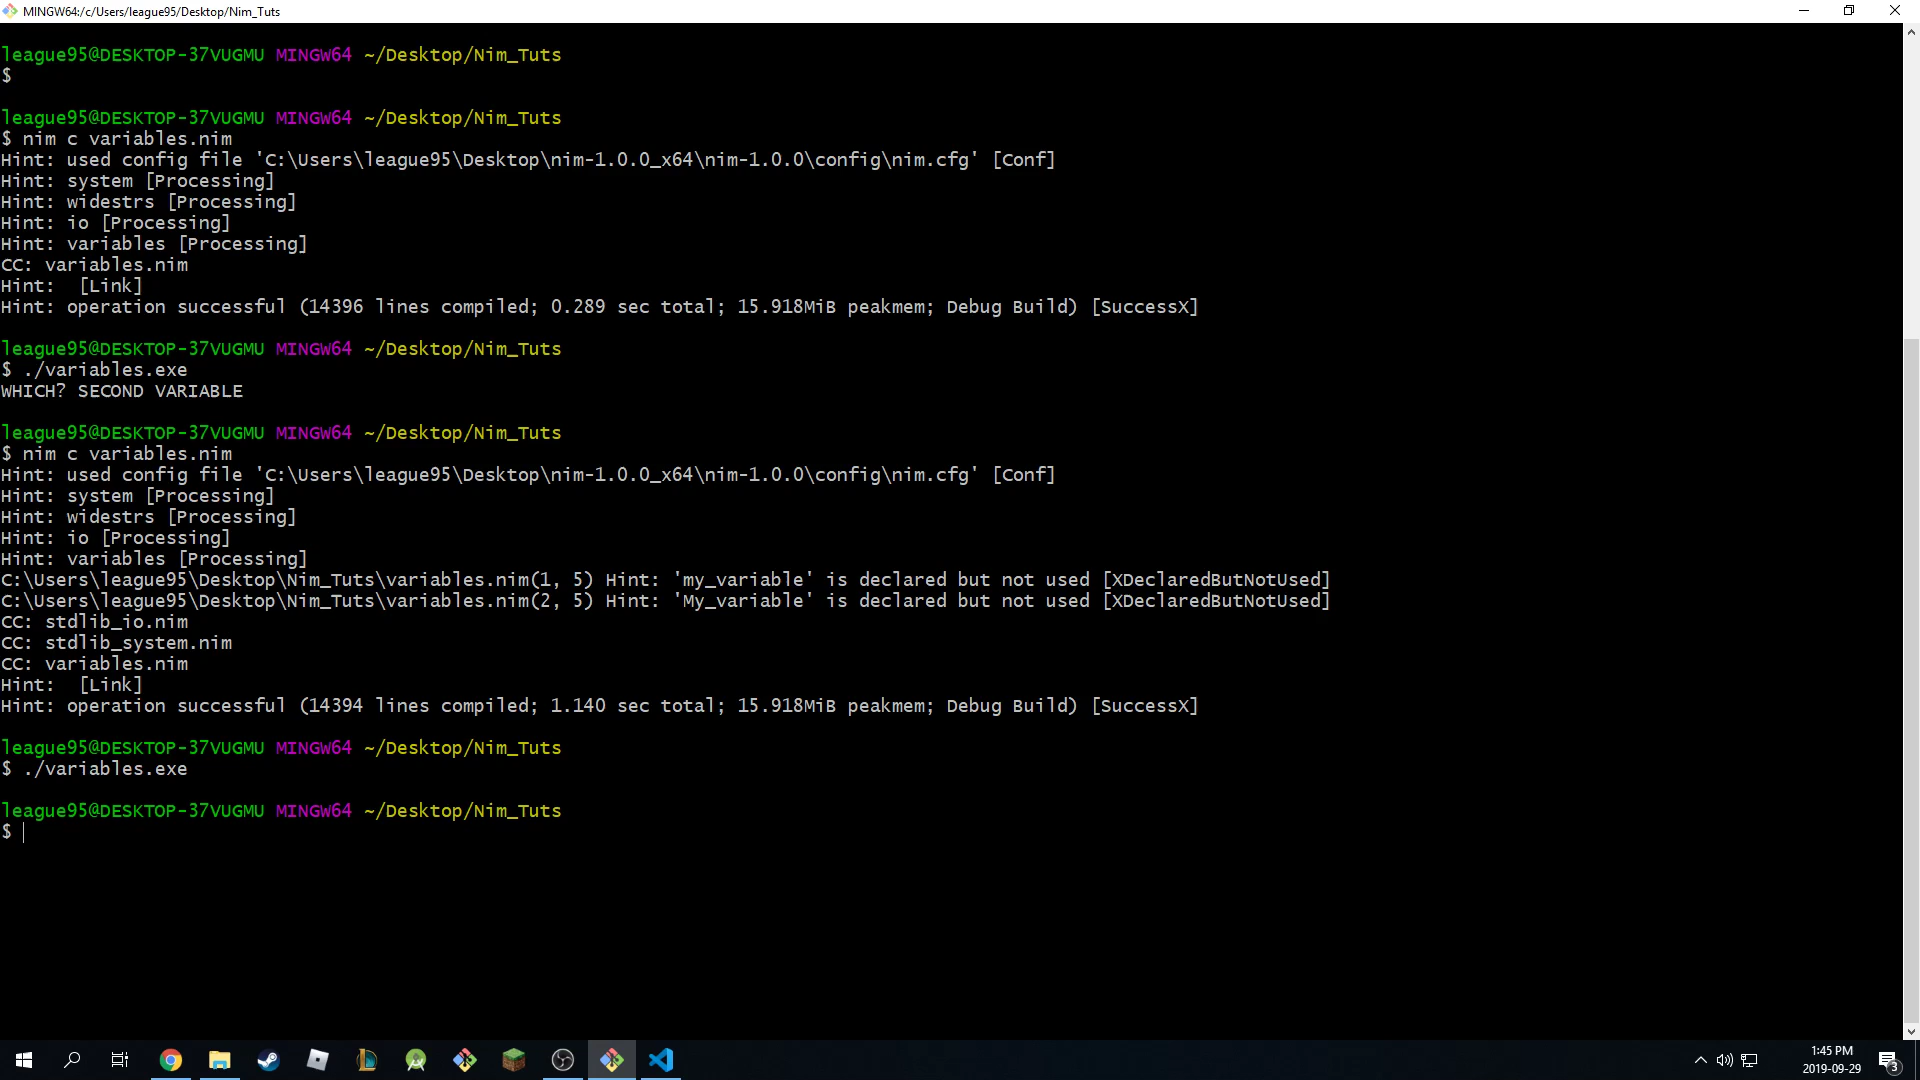 MINGW64:/c/Users/league95/Desktop/Nim_Tuts
league95@DESKTOP-37VUGMU MINGW64 ~/Desktop/Nim_Tuts
$
league95@DESKTOP-37VUGMU MINGW64 ~/Desktop/Nim_Tuts
$ nim c variables.nim
Hint: used config file 'C:\Users\league95\Desktop\nim-1.0.0_x64\nim-1.0.0\config\nim.cfg' [Conf]
Hint: system [Processing]
Hint: widestrs [Processing]
Hint: io [Processing]
Hint: variables [Processing]
CC: variables.nim
Hint:  [Link]
Hint: operation successful (14396 lines compiled; 0.289 sec total; 15.918MiB peakmem; Debug Build) [SuccessX]
league95@DESKTOP-37VUGMU MINGW64 ~/Desktop/Nim_Tuts
$ ./variables.exe
WHICH? SECOND VARIABLE
league95@DESKTOP-37VUGMU MINGW64 ~/Desktop/Nim_Tuts
$ nim c variables.nim
Hint: used config file 'C:\Users\league95\Desktop\nim-1.0.0_x64\nim-1.0.0\config\nim.cfg' [Conf]
Hint: system [Processing]
Hint: widestrs [Processing]
Hint: io [Processing]
Hint: variables [Processing]
C:\Users\league95\Desktop\Nim_Tuts\variables.nim(1, 5) Hint: 'my_variable' is declared but not used [XDeclaredButNotUsed]
C:\Users\league95\Desktop\Nim_Tuts\variables.nim(2, 5) Hint: 'My_variable' is declared but not used [XDeclaredButNotUsed]
CC: stdlib_io.nim
CC: stdlib_system.nim
CC: variables.nim
Hint:  [Link]
Hint: operation successful (14394 lines compiled; 1.140 sec total; 15.918MiB peakmem; Debug Build) [SuccessX]
league95@DESKTOP-37VUGMU MINGW64 ~/Desktop/Nim_Tuts
$ ./variables.exe
league95@DESKTOP-37VUGMU MINGW64 ~/Desktop/Nim_Tuts
$
1:45 PM
2019-09-29
3